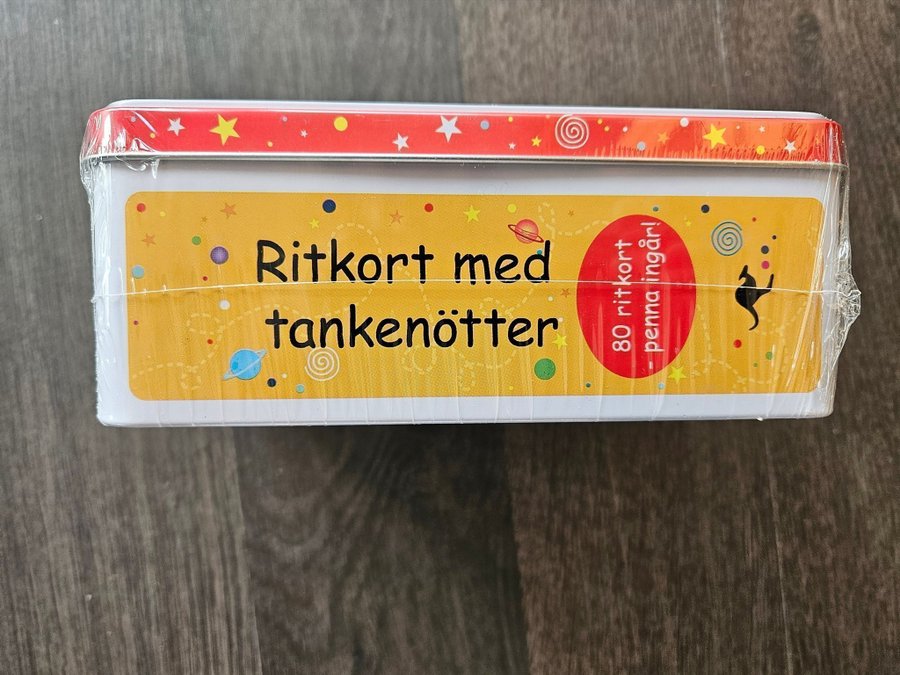 Ritkort med
tankenötter
80 ritkort
- penna ingår!